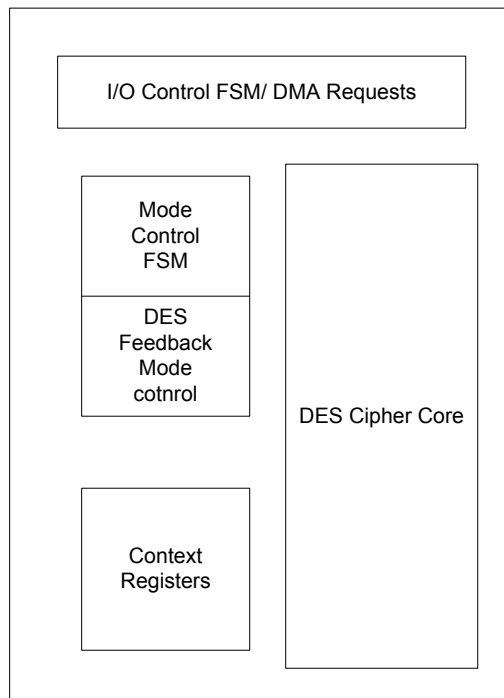 I/O Control FSM/ DMA Requests
Mode
Control
FSM
DES
Feedback
Mode
cotnrol
DES Cipher Core
Context
Registers